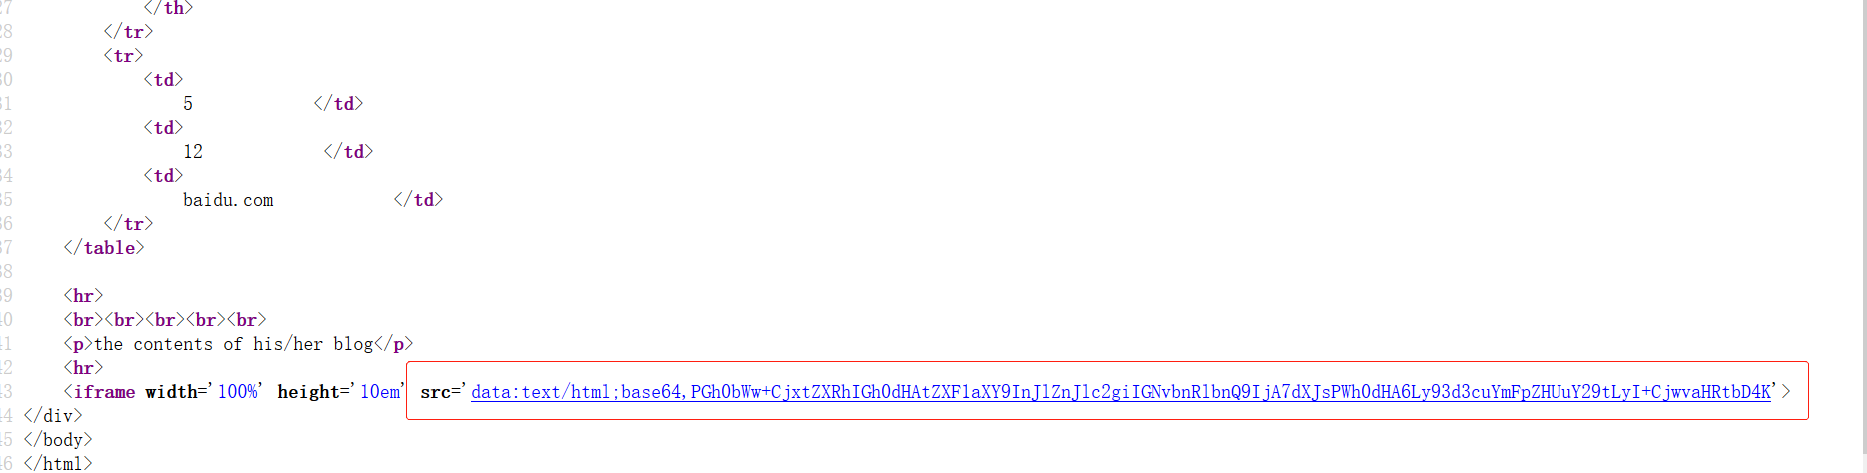 27 </th>
28 </tr>
29 <tr>
30 <td>
31 5 </td>
32 <td>
33 12 </td>
34 <td>
35 baidu.com </td>
36 </tr>
37 </table>
38
39 <hr>
40 <br><br><br><br><br>
41 <p>the contents of his/her blog</p>
42 <hr>
43 <iframe width='100%' height='10em' src='data:text/html;base64,PGh0bWw+CjxtZXRhIGh0dHAtZXF1aXY9InJlZnJlc2giIGNvbnRlbnQ9IjA7dXJsPWh0dHA6Ly93d3cuYmFpZHUuY29tLyI+CjwvaHRtbD4K'>
44 </div>
45 </body>
46 </html>